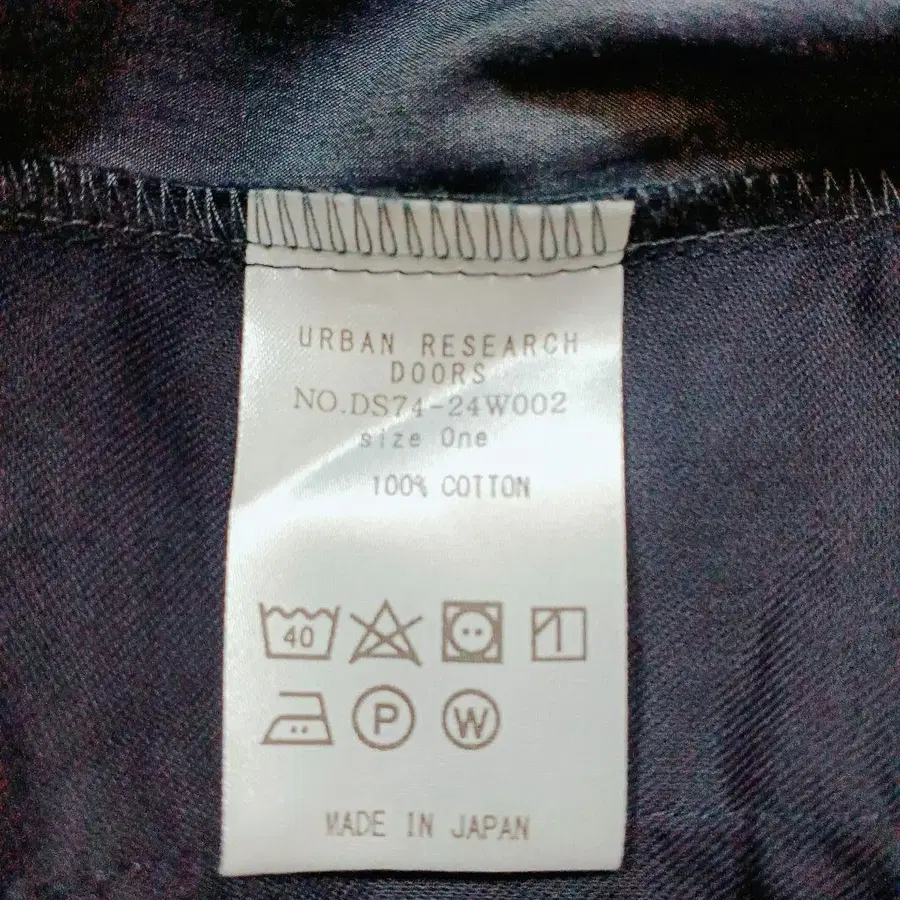 URBAN RESEARCH
DOORS
NO.DS74-24W002
size One
100% COTTON
40
P W
MADE IN JAPAN